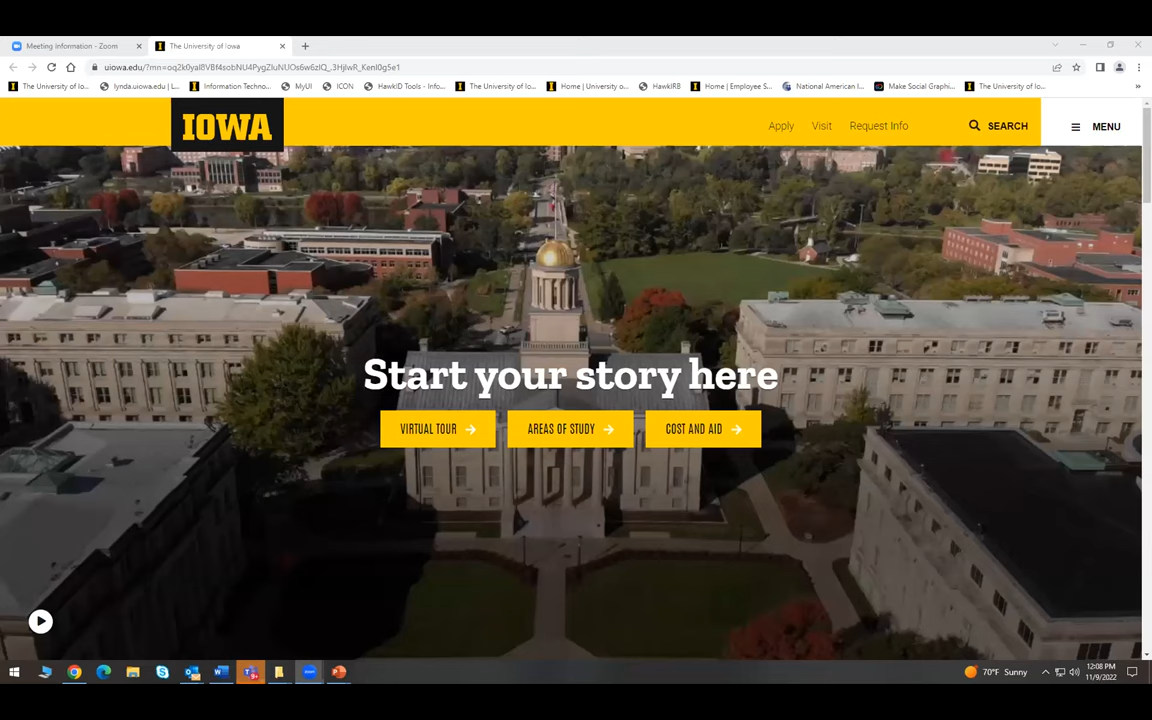 Meeting Information - Zoom
The University of Iowa
uiowa.edu/?mn=oq2k0yaI8VBf4sobNU4PygZIuNUOs6w6zIQ_.3HjIwR_KenI0g5e1
The University of Io...
lynda.uiowa.edu | L...
Information Techno...
MyUI
ICON
HawkID Tools - Info...
The University of Io...
Home | University o...
HawkIRB
Home | Employee S...
National American I...
Make Social Graphi...
The University of Io...
IOWA
Apply
Visit
Request Info
SEARCH
MENU
Start your story here
VIRTUAL TOUR
AREAS OF STUDY
COST AND AID
70°F Sunny
12:08 PM
11/9/2022